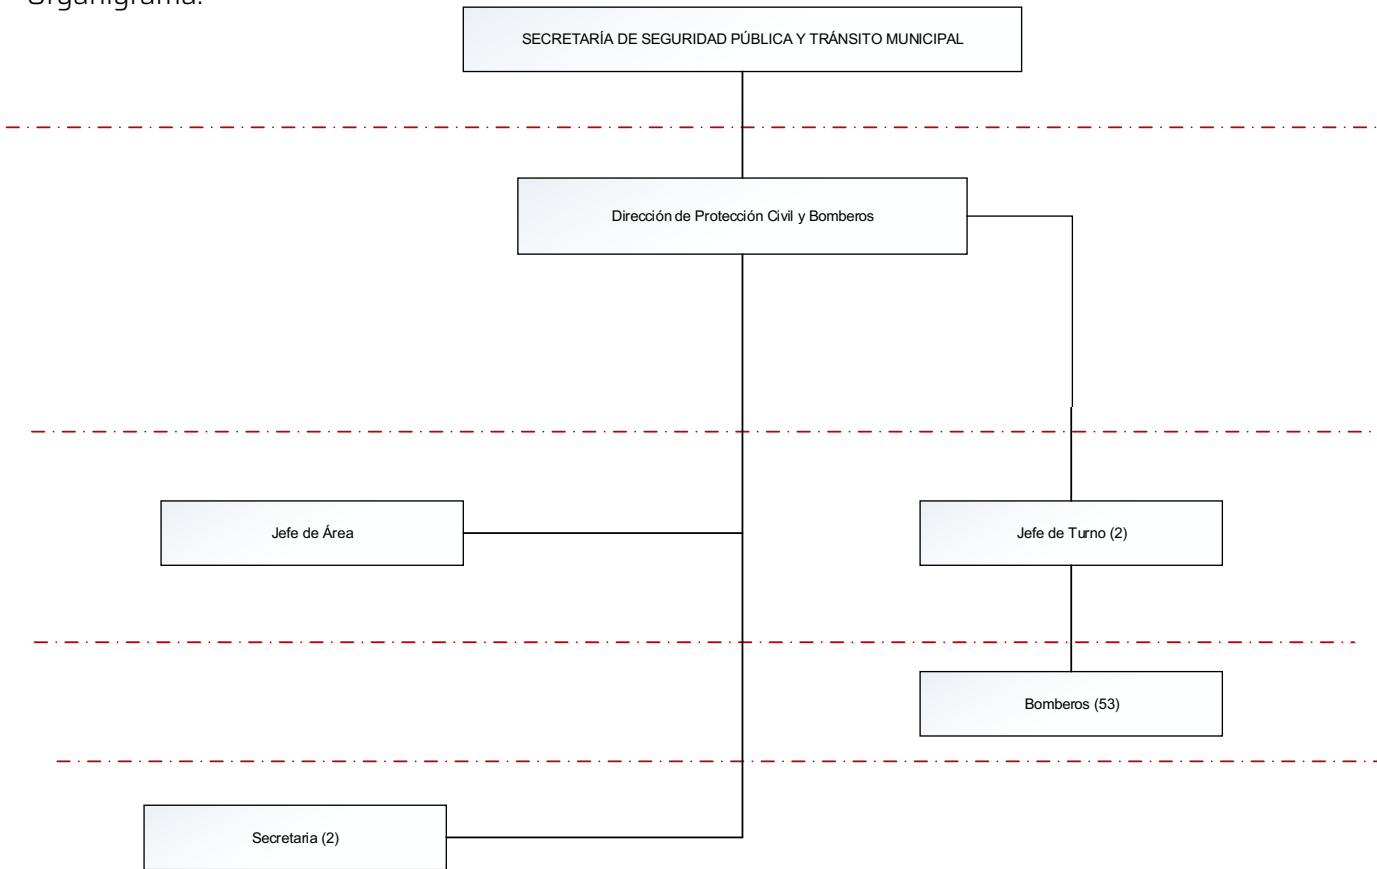 Organigrama.
SECRETARÍA DE SEGURIDAD PÚBLICA Y TRÁNSITO MUNICIPAL
Dirección de Protección Civil y Bomberos
Jefe de Área
Jefe de Turno (2)
Bomberos (53)
Secretaria (2)